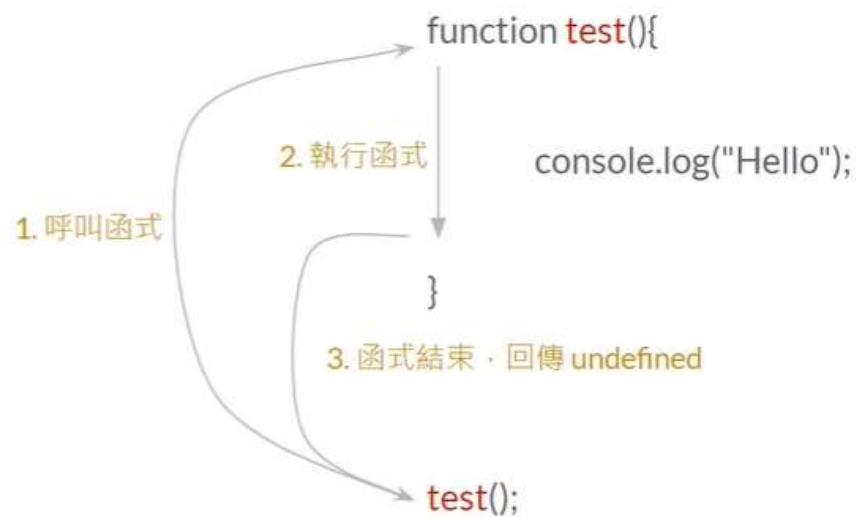 function test(){
2. 執行函式
console.log("Hello");
1. 呼叫函式
}
3. 函式結束，回傳 undefined
test();